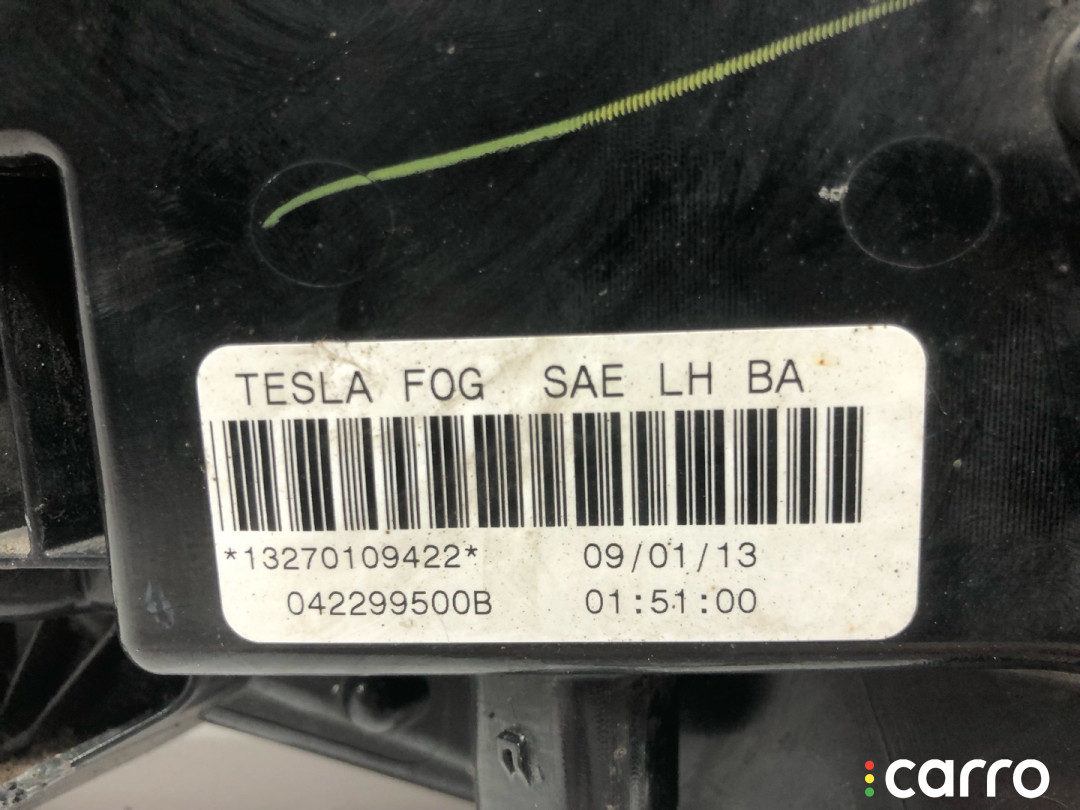 TESLA FOG SAE LH BA
*13270109422* 09/01/13
042299500B 01:51:00
carro